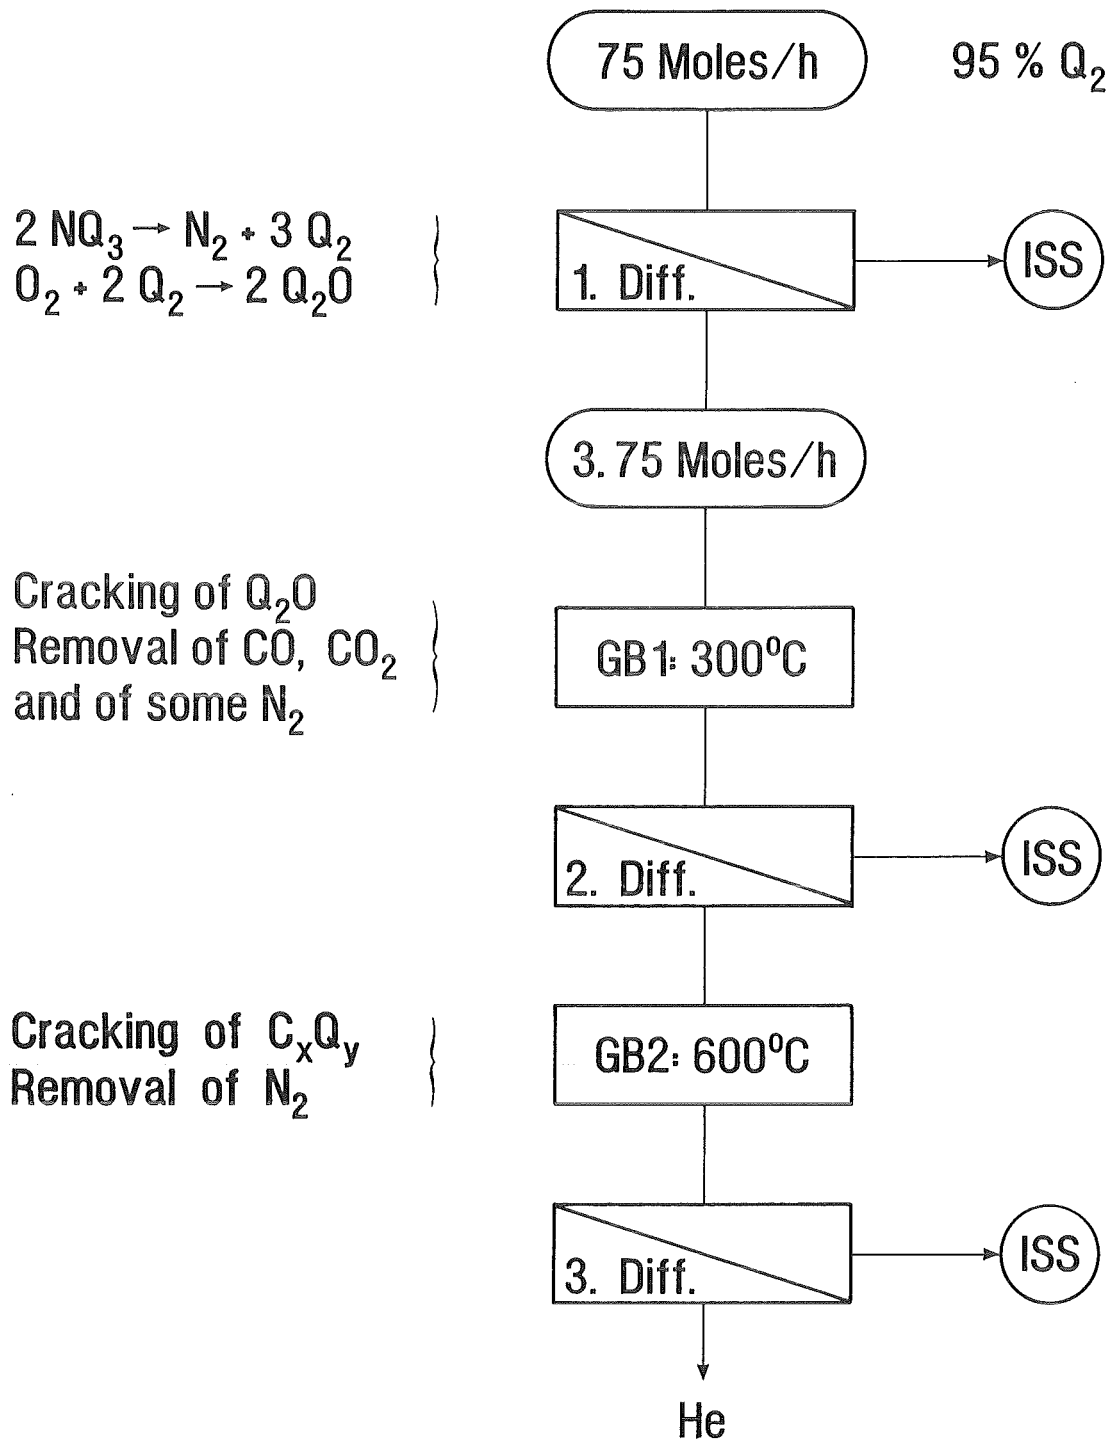 75 Moles/h
95 % Q₂
2 NQ₃ → N₂ + 3 Q₂
O₂ + 2 Q₂ → 2 Q₂O
1. Diff.
ISS
3.75 Moles/h
Cracking of Q₂O
Removal of CO, CO₂
and of some N₂
GB1: 300°C
2. Diff.
ISS
Cracking of CₓQᵧ
Removal of N₂
GB2: 600°C
3. Diff.
ISS
He